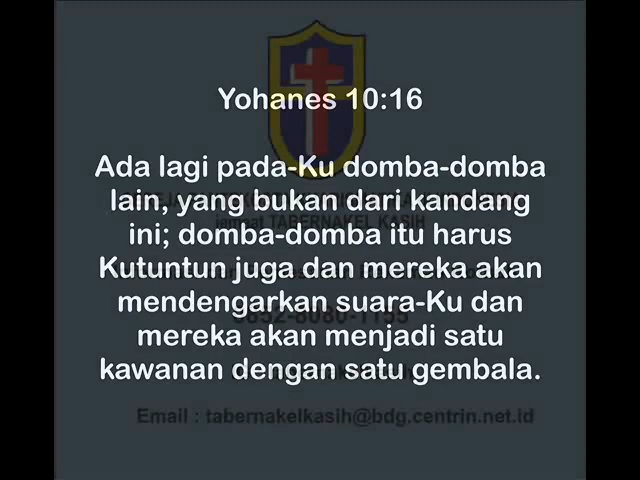 Yohanes 10:16
Ada lagi pada-Ku domba-domba
lain, yang bukan dari kandang
ini; domba-domba itu harus
Kutuntun juga dan mereka akan
mendengarkan suara-Ku dan
mereka akan menjadi satu
kawanan dengan satu gembala.
jemaat TABERNAKEL KASIH
Email : tabernakelkasih@bdg.centrin.net.id